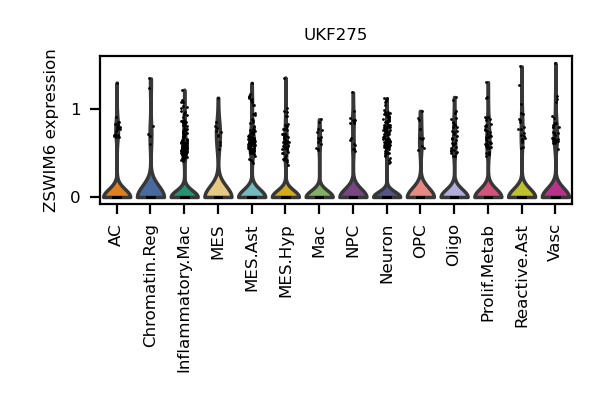 UKF275
ZSWIM6 expression
1
0
AC
Chromatin.Reg
Inflammatory.Mac
MES
MES.Ast
MES.Hyp
Mac
NPC
Neuron
OPC
Oligo
Prolif.Metab
Reactive.Ast
Vasc